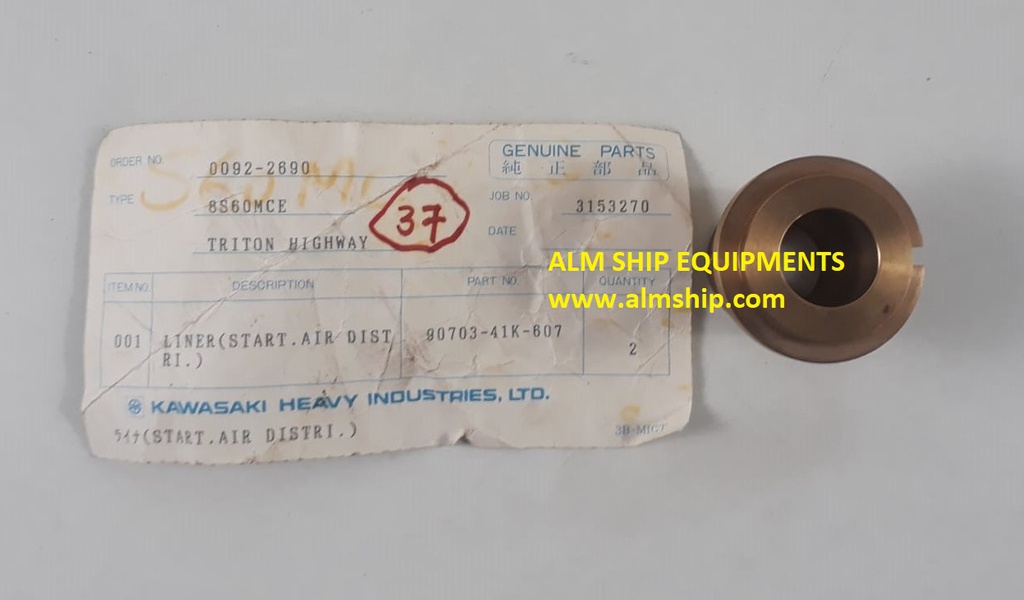 ORDER NO. 0092-2690
GENUINE PARTS
純正部品
TYPE 8S60MCE
JOB NO. 3153270
37
DATE
TRITON HIGHWAY
ALM SHIP EQUIPMENTS
www.almship.com
ITEM NO. DESCRIPTION PART NO. QUANTITY
001 LINER(START.AIR DIST 90703-41K-607
RI.) 2
KAWASAKI HEAVY INDUSTRIES, LTD.
ライナ(START.AIR DISTRI.)